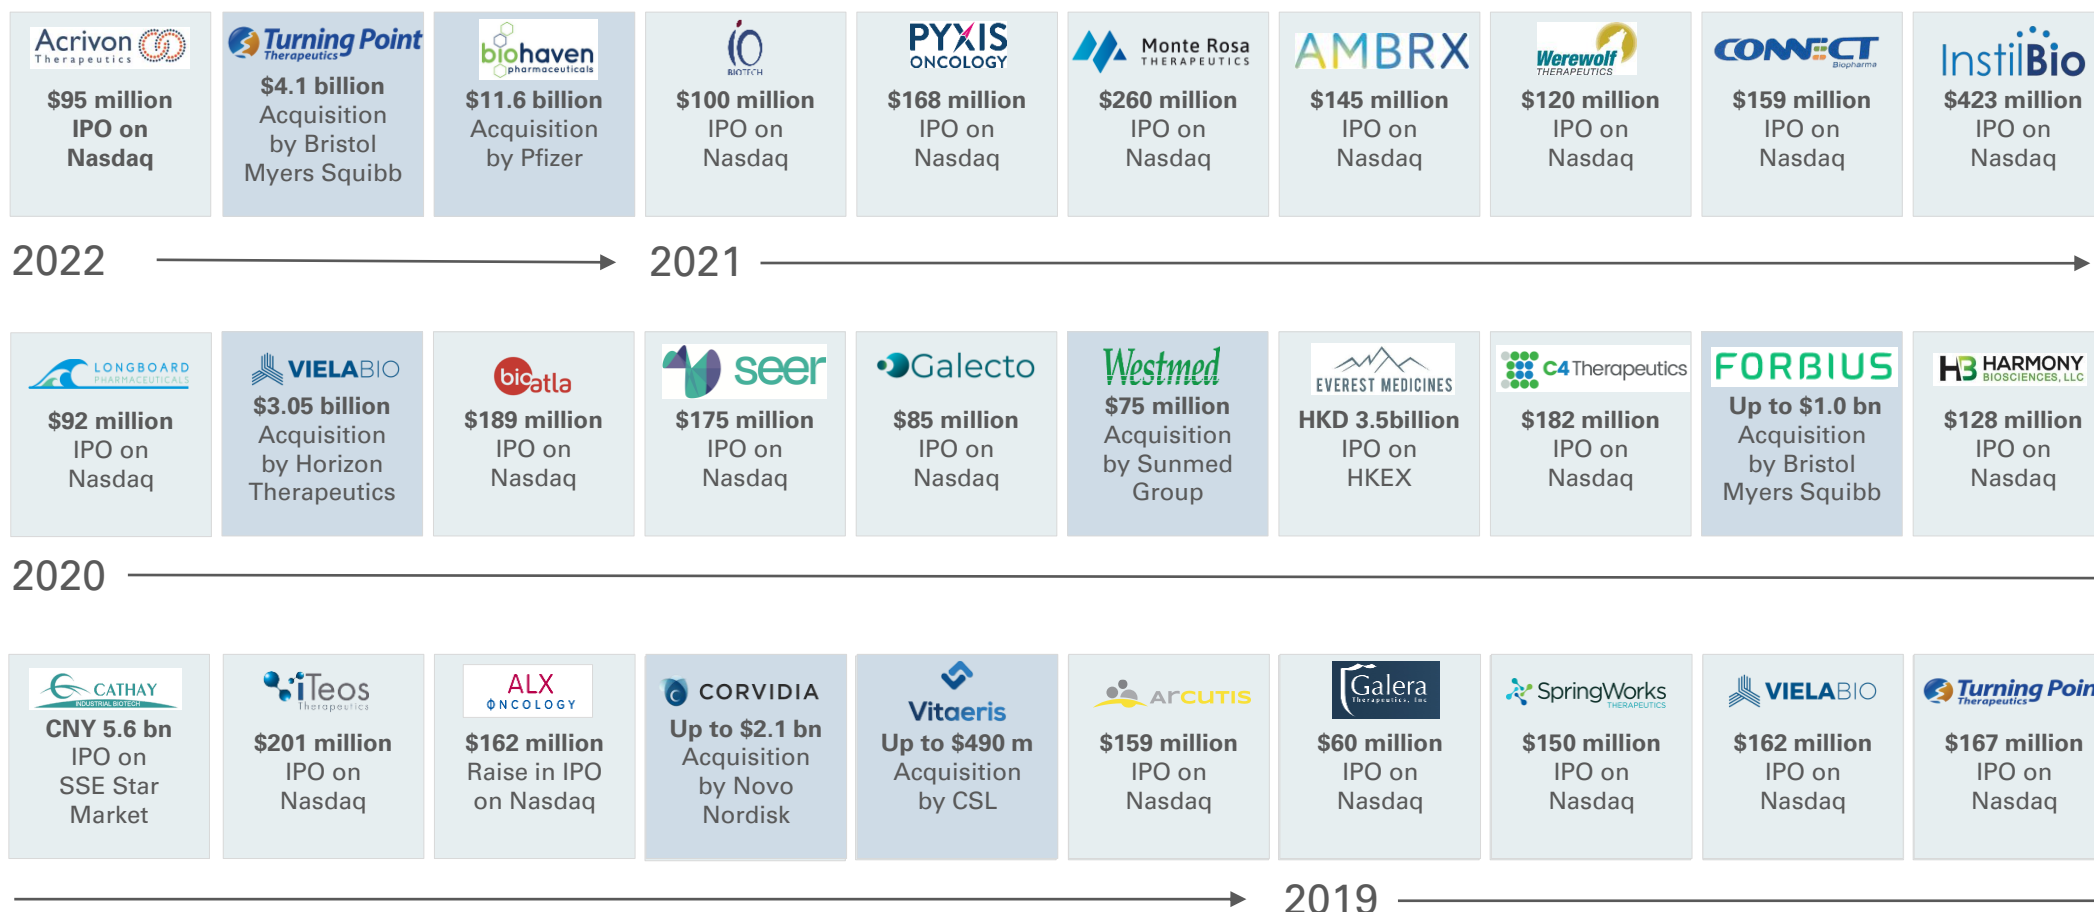 Acrivon
Therapeutics
$95 million
IPO on
Nasdaq
Turning Point
Therapeutics
$4.1 billion
Acquisition
by Bristol
Myers Squibb
biohaven
pharmaceuticals
$11.6 billion
Acquisition
by Pfizer
iO
BIOTECH
$100 million
IPO on
Nasdaq
PYXIS
ONCOLOGY
$168 million
IPO on
Nasdaq
Monte Rosa
THERAPEUTICS
$260 million
IPO on
Nasdaq
AMBRX
$145 million
IPO on
Nasdaq
Werewolf
THERAPEUTICS
$120 million
IPO on
Nasdaq
CONNECT
Biopharma
$159 million
IPO on
Nasdaq
InstilBio
$423 million
IPO on
Nasdaq
2022
2021
LONGBOARD
PHARMACEUTICALS
$92 million
IPO on
Nasdaq
VIELABIO
$3.05 billion
Acquisition
by Horizon
Therapeutics
bioatla
$189 million
IPO on
Nasdaq
seer
$175 million
IPO on
Nasdaq
Galecto
$85 million
IPO on
Nasdaq
Westmed
$75 million
Acquisition
by Sunmed
Group
EVEREST MEDICINES
HKD 3.5billion
IPO on
HKEX
C4 Therapeutics
$182 million
IPO on
Nasdaq
FORBIUS
Up to $1.0 bn
Acquisition
by Bristol
Myers Squibb
HB HARMONY
BIOSCIENCES, LLC
$128 million
IPO on
Nasdaq
2020
CATHAY
INDUSTRIAL BIOTECH
CNY 5.6 bn
IPO on
SSE Star
Market
iTeos
Therapeutics
$201 million
IPO on
Nasdaq
ALX
ONCOLOGY
$162 million
Raise in IPO
on Nasdaq
C CORVIDIA
Up to $2.1 bn
Acquisition
by Novo
Nordisk
Vitaeris
Up to $490 m
Acquisition
by CSL
ARCUTIS
$159 million
IPO on
Nasdaq
Galera
Therapeutics, Inc
$60 million
IPO on
Nasdaq
SpringWorks
THERAPEUTICS
$150 million
IPO on
Nasdaq
VIELABIO
$162 million
IPO on
Nasdaq
Turning Poin
Therapeutics
$167 million
IPO on
Nasdaq
2019